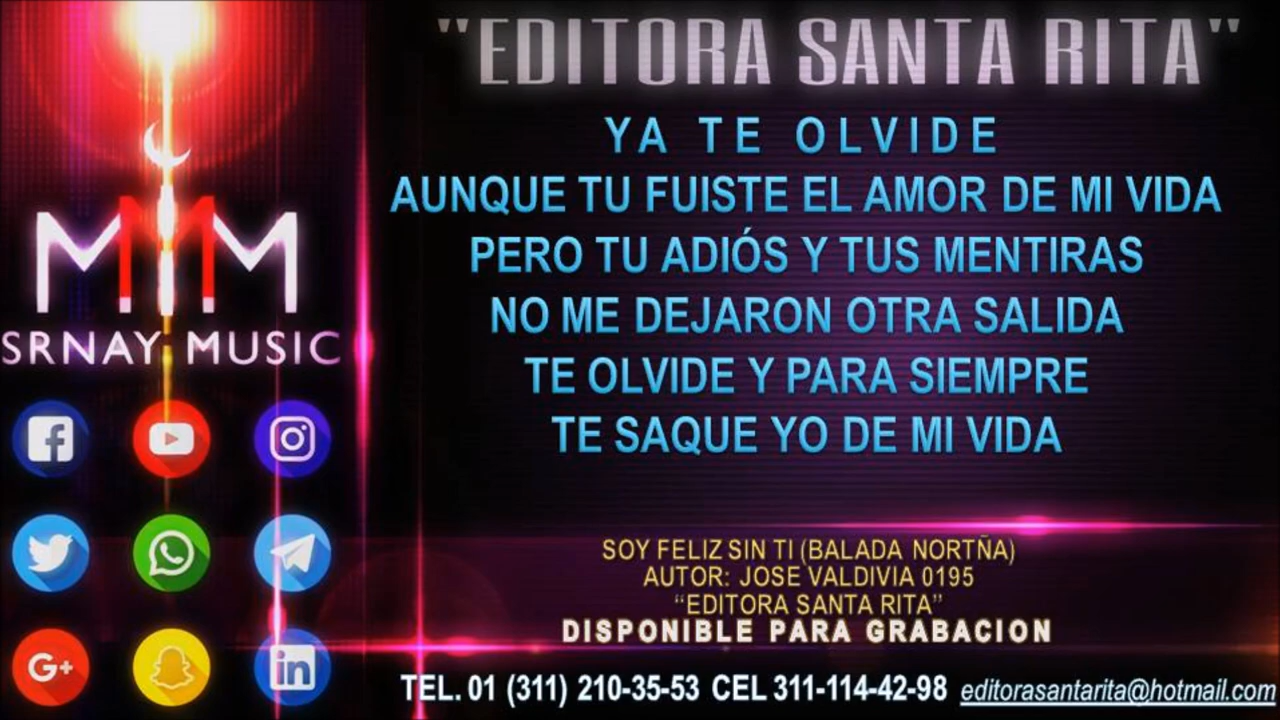 "EDITORA SANTA RITA"
YA TE OLVIDE
AUNQUE TU FUISTE EL AMOR DE MI VIDA
PERO TU ADIÓS Y TUS MENTIRAS
NO ME DEJARON OTRA SALIDA
TE OLVIDE Y PARA SIEMPRE
TE SAQUE YO DE MI VIDA
MM
SRNAY MUSIC
f
G+
in
SOY FELIZ SIN TI (BALADA NORTÑA)
AUTOR: JOSE VALDIVIA 0195
“EDITORA SANTA RITA”
DISPONIBLE PARA GRABACION
TEL. 01 (311) 210-35-53 CEL 311-114-42-98 editorasantarita@hotmail.com